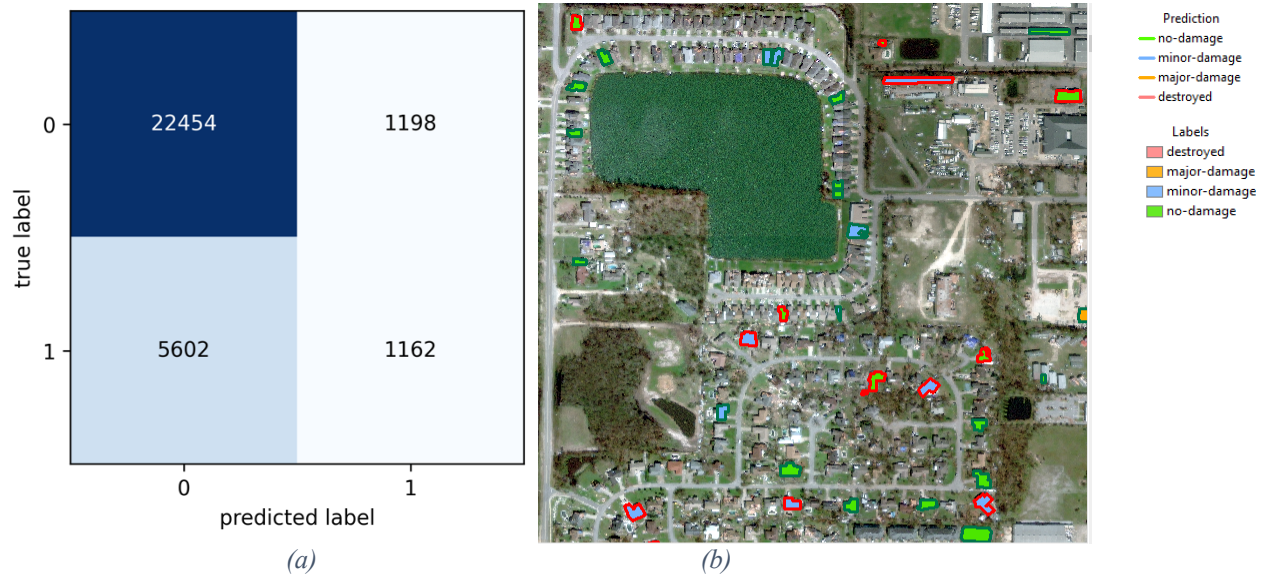 0
22454
1198
true label
1
5602
1162
0
1
predicted label
(a)
Prediction
no-damage
minor-damage
major-damage
destroyed
Labels
destroyed
major-damage
minor-damage
no-damage
(b)